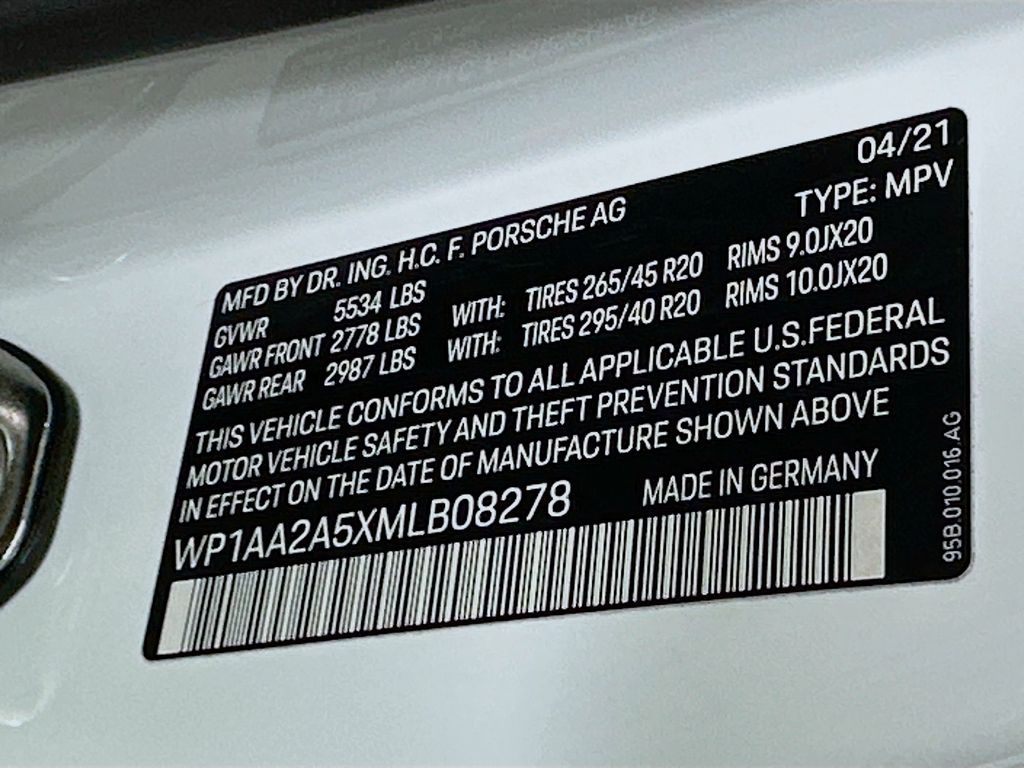 04/21
MFD BY DR. ING. H.C. F. PORSCHE AG TYPE: MPV
GVWR 5534 LBS
GAWR FRONT 2778 LBS WITH: TIRES 265/45 R20 RIMS 9.0JX20
GAWR REAR 2987 LBS WITH: TIRES 295/40 R20 RIMS 10.0JX20
THIS VEHICLE CONFORMS TO ALL APPLICABLE U.S.FEDERAL
MOTOR VEHICLE SAFETY AND THEFT PREVENTION STANDARDS
IN EFFECT ON THE DATE OF MANUFACTURE SHOWN ABOVE
WP1AA2A5XMLB08278 MADE IN GERMANY
95B.010.016.AG